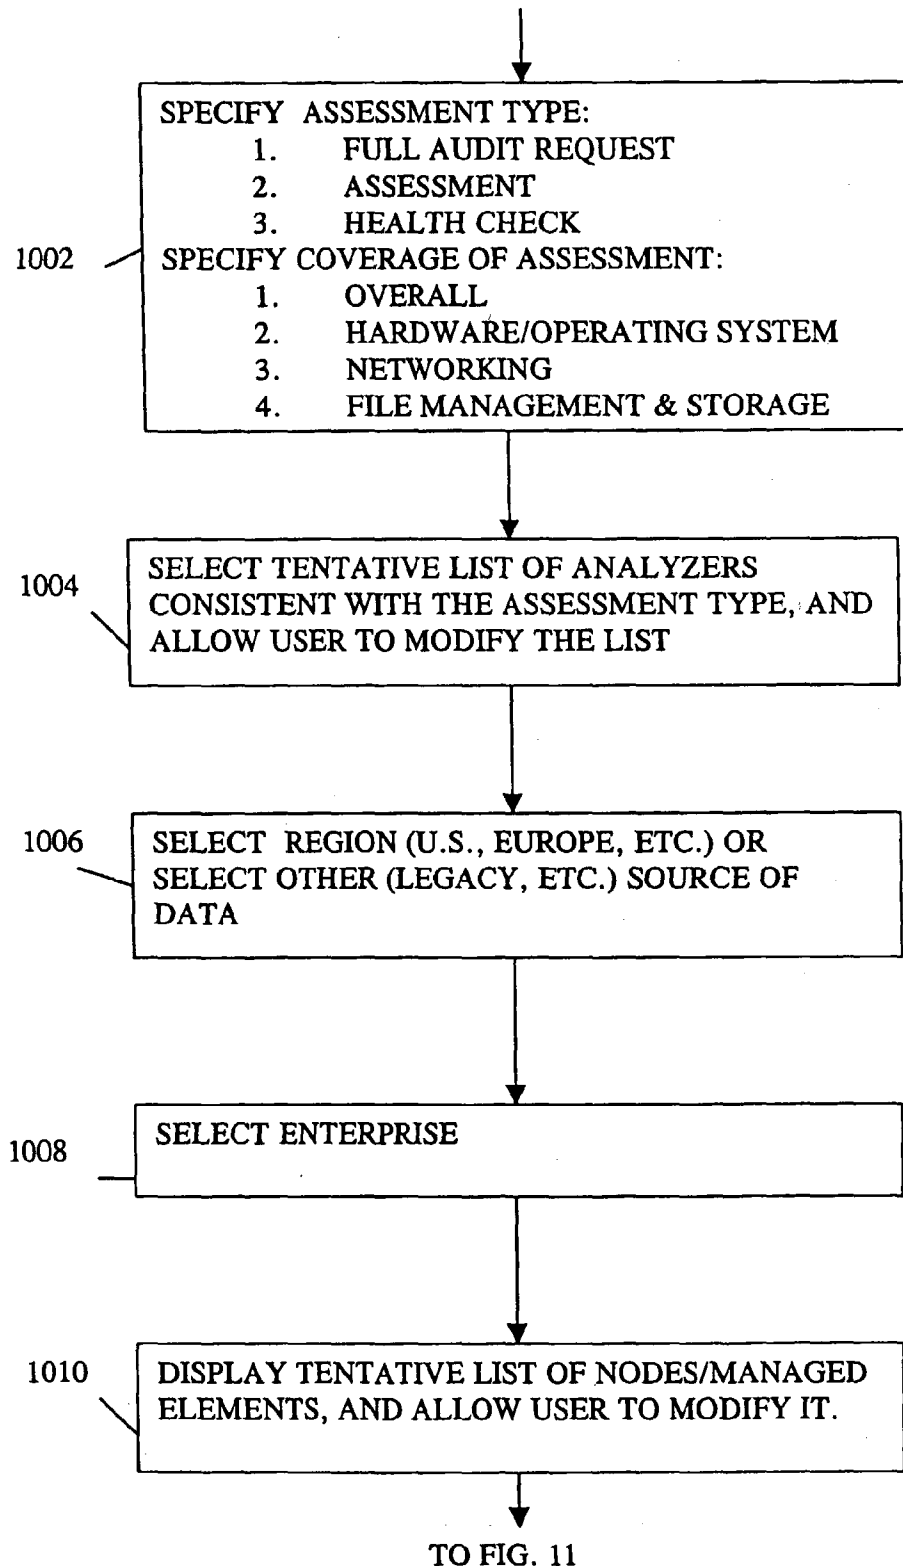 SPECIFY ASSESSMENT TYPE:
1. FULL AUDIT REQUEST
2. ASSESSMENT
3. HEALTH CHECK
1002
SPECIFY COVERAGE OF ASSESSMENT:
1. OVERALL
2. HARDWARE/OPERATING SYSTEM
3. NETWORKING
4. FILE MANAGEMENT & STORAGE
1004
SELECT TENTATIVE LIST OF ANALYZERS
CONSISTENT WITH THE ASSESSMENT TYPE, AND
ALLOW USER TO MODIFY THE LIST
1006
SELECT REGION (U.S., EUROPE, ETC.) OR
SELECT OTHER (LEGACY, ETC.) SOURCE OF
DATA
1008
SELECT ENTERPRISE
1010
DISPLAY TENTATIVE LIST OF NODES/MANAGED
ELEMENTS, AND ALLOW USER TO MODIFY IT.
TO FIG. 11